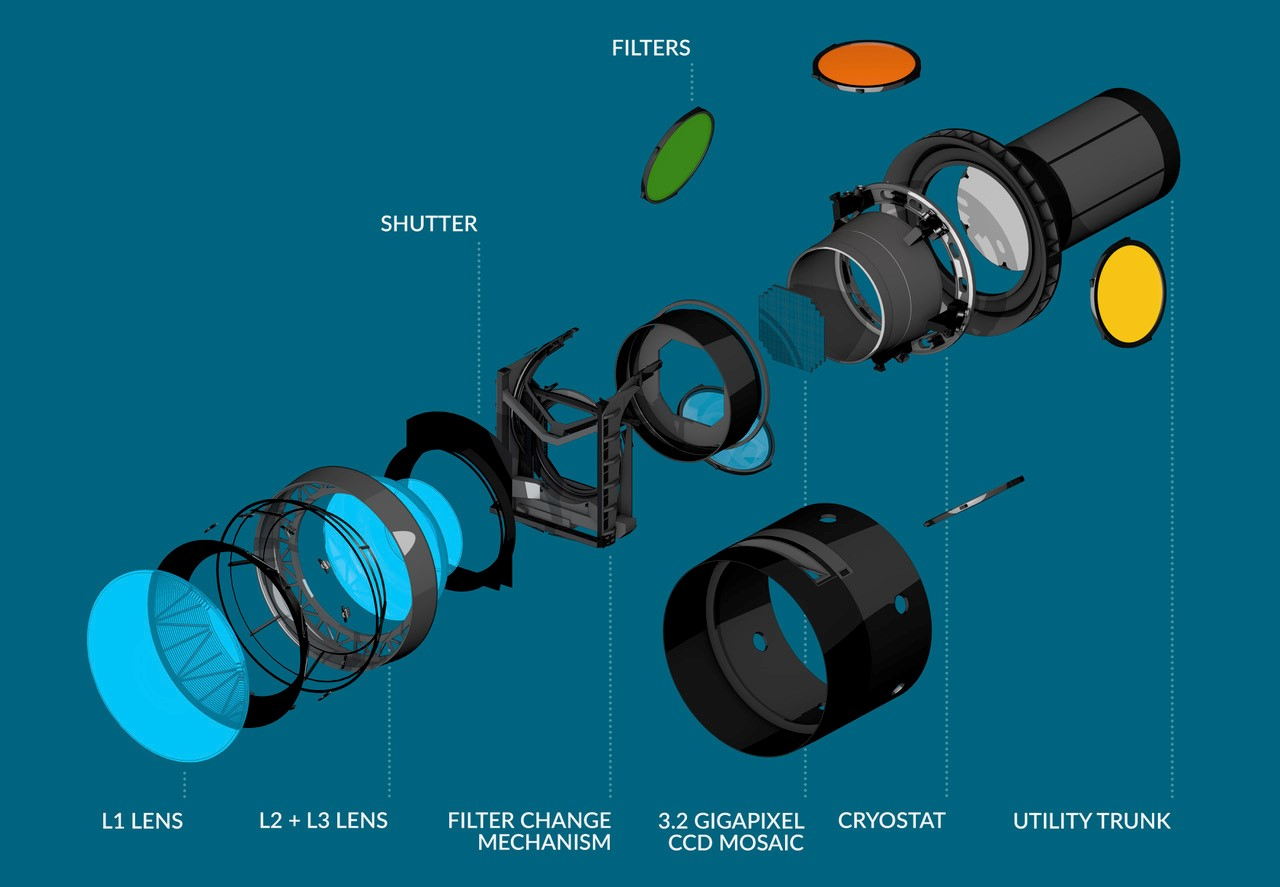 FILTERS
SHUTTER
L1 LENS
L2 + L3 LENS
FILTER CHANGE
MECHANISM
3.2 GIGAPIXEL
CCD MOSAIC
CRYOSTAT
UTILITY TRUNK